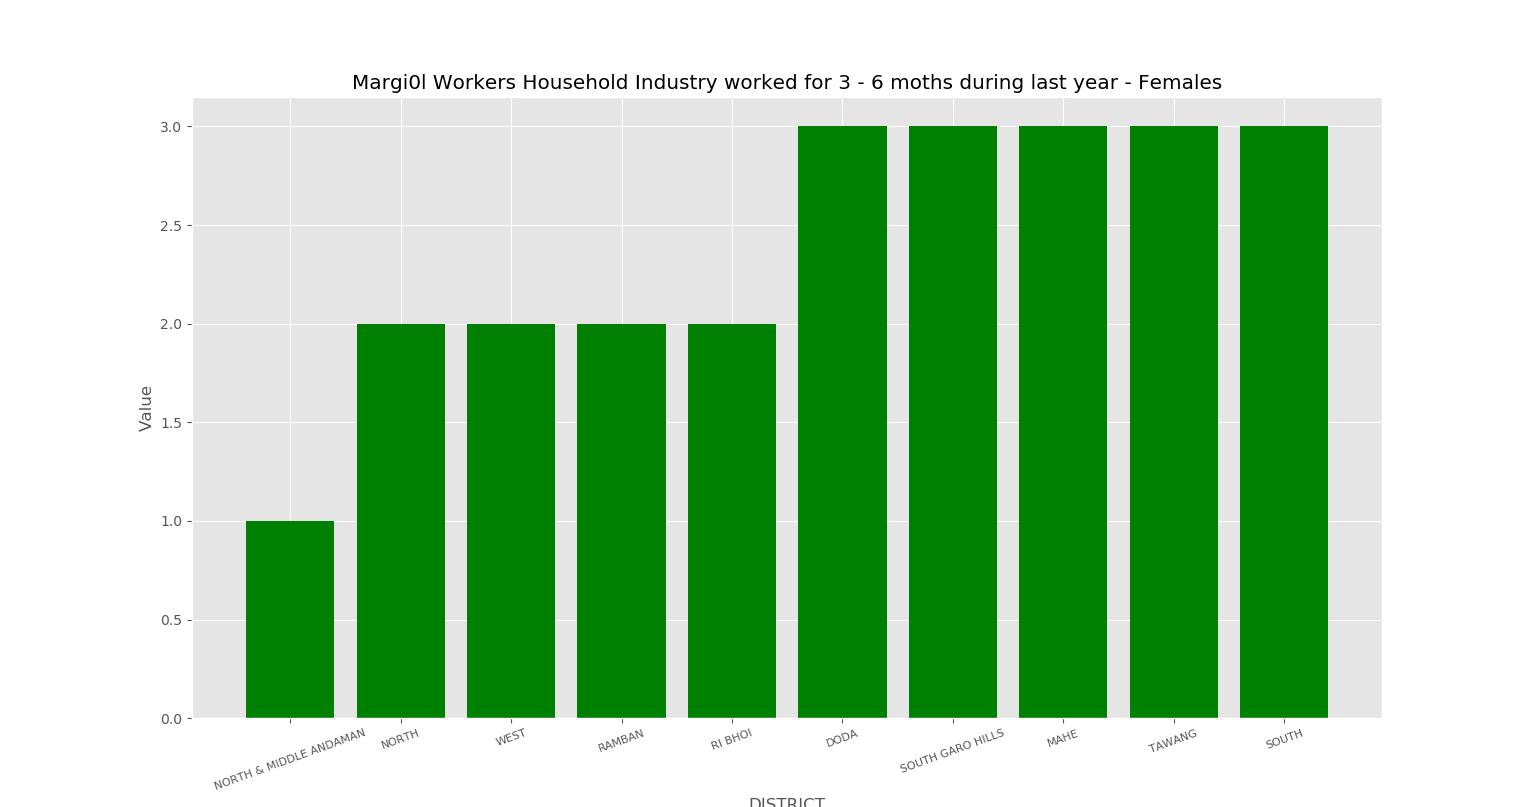 Margi0l Workers Household Industry worked for 3 - 6 moths during last year - Females
3.0
2.5
2.0
1.5
1.0
0.5
0.0
Value
NORTH & MIDDLE ANDAMAN
NORTH
WEST
RAMBAN
RI BHOI
DODA
SOUTH GARO HILLS
MAHE
TAWANG
SOUTH
DISTRICT